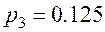 p₃ = 0.125